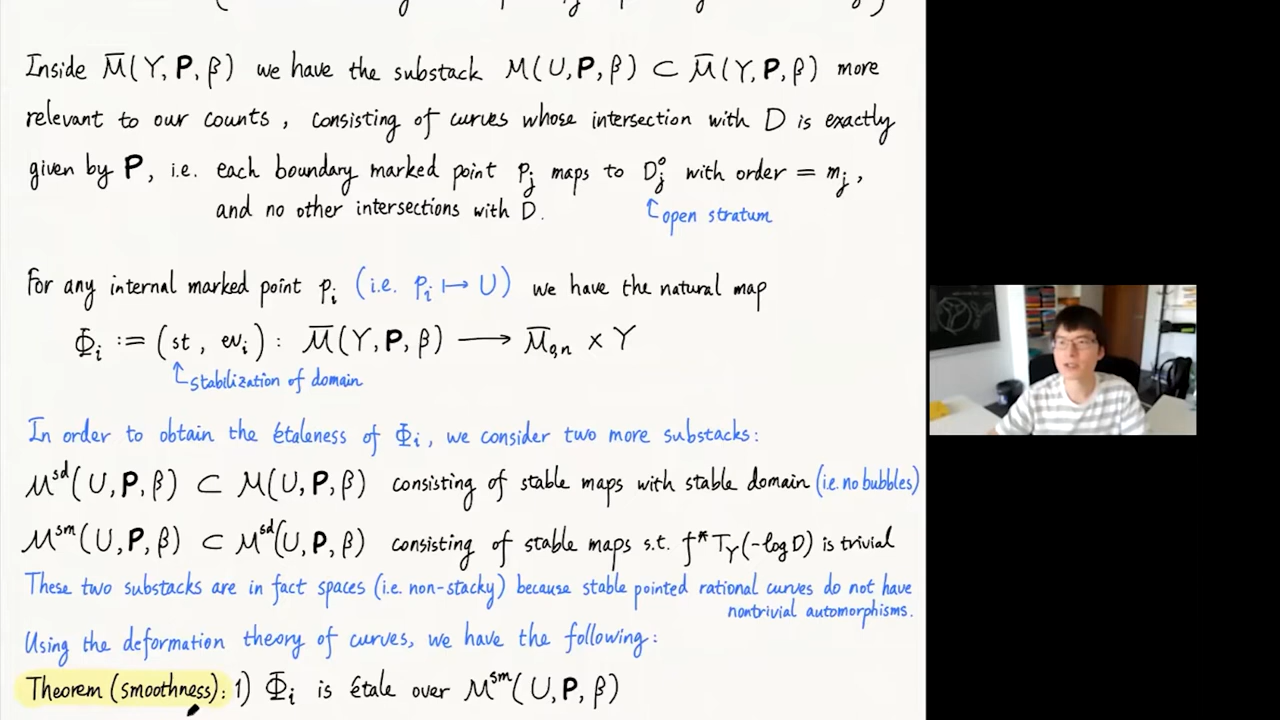 Inside M̄(Y, P, β) we have the substack M(U, P, β) ⊂ M̄(Y, P, β) more
relevant to our counts, consisting of curves whose intersection with D is exactly
given by P, i.e. each boundary marked point pj maps to D°j with order = mj,
and no other intersections with D.
↑open stratum
For any internal marked point pi (i.e. pi ↦ U) we have the natural map
Φi := (st, evi): M̄(Y, P, β) ⟶ M̄0,n × Y
↑stabilization of domain
In order to obtain the étaleness of Φi, we consider two more substacks:
M^sd(U, P, β) ⊂ M(U, P, β) consisting of stable maps with stable domain (i.e. no bubbles)
M^sm(U, P, β) ⊂ M^sd(U, P, β) consisting of stable maps s.t. f*T_Y(-log D) is trivial
These two substacks are in fact spaces (i.e. non-stacky) because stable pointed rational curves do not have
nontrivial automorphisms.
Using the deformation theory of curves, we have the following:
Theorem (smoothness): 1) Φi is étale over M^sm(U, P, β)